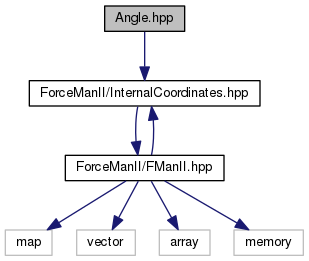 Angle.hpp
ForceManII/InternalCoordinates.hpp
ForceManII/FManII.hpp
map
vector
array
memory